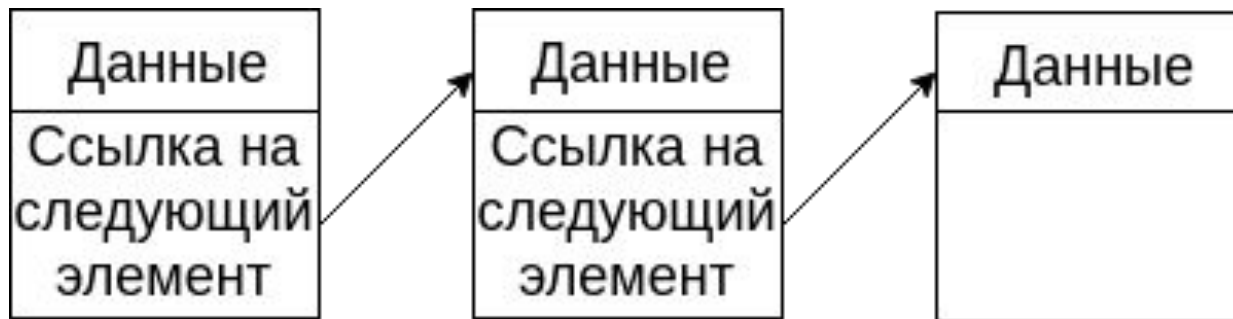 Данные
Ссылка на
следующий
элемент
Данные
Ссылка на
следующий
элемент
Данные